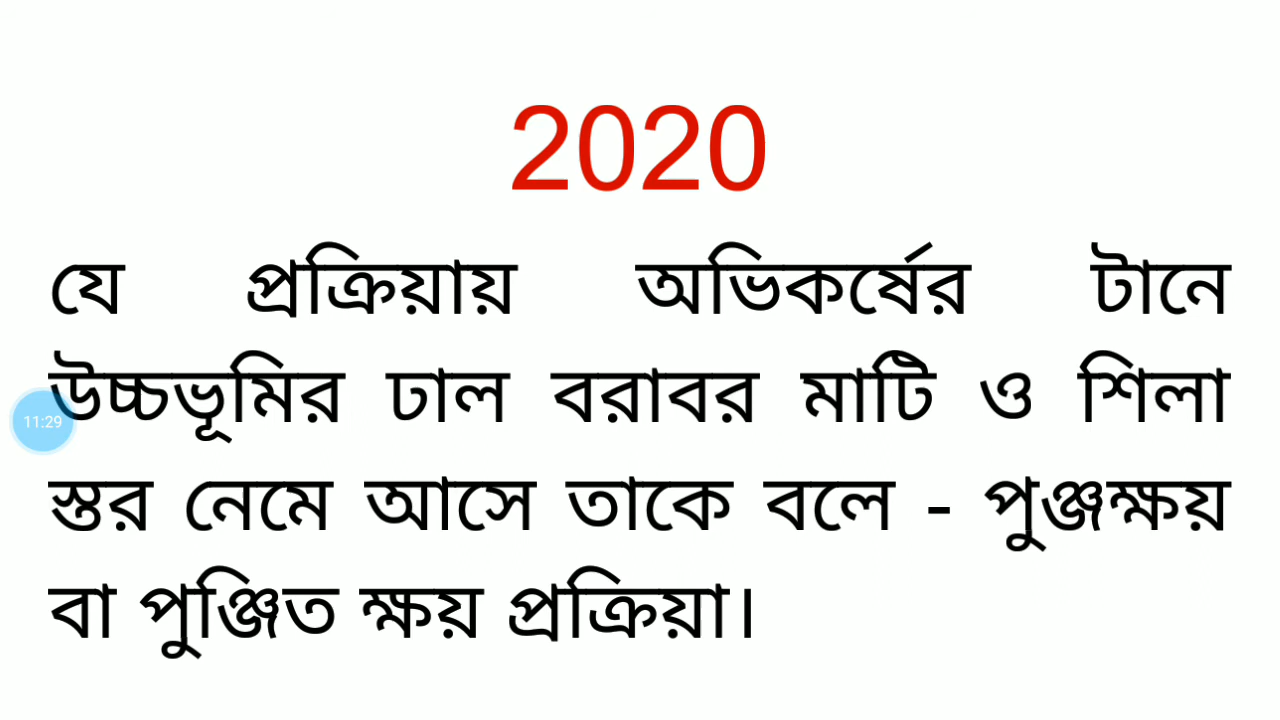 2020
যে প্রক্রিয়ায় অভিকর্ষের টানে
উচ্চভূমির ঢাল বরাবর মাটি ও শিলা
11:29
স্তর নেমে আসে তাকে বলে - পুঞ্জক্ষয়
বা পুঞ্জিত ক্ষয় প্রক্রিয়া।